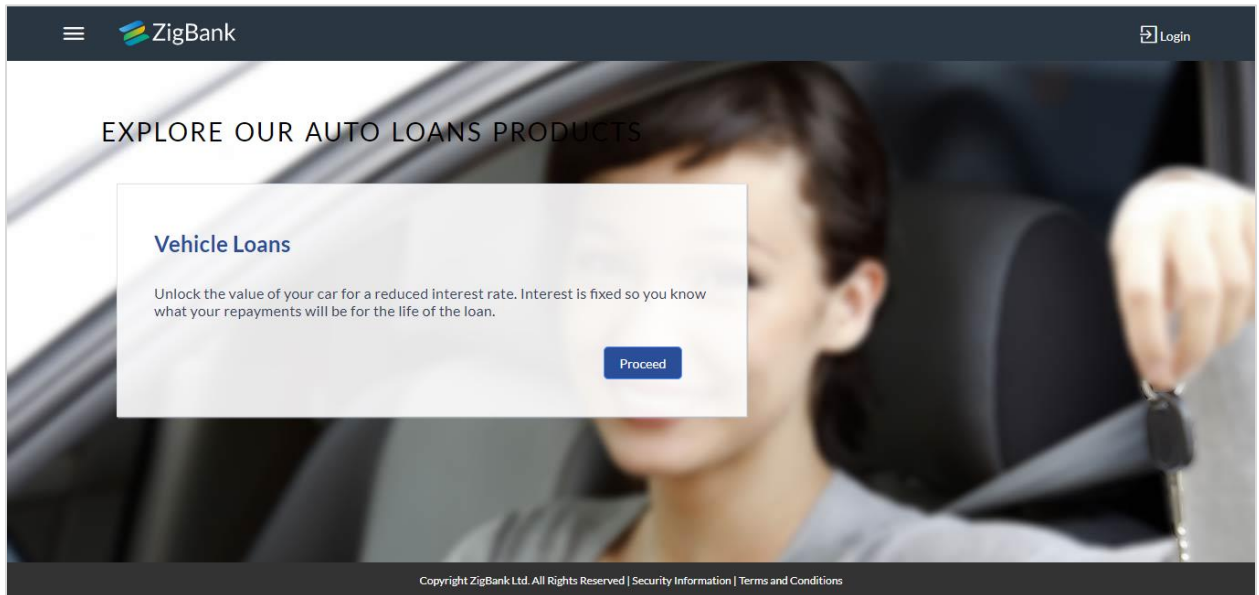 ZigBank
Login
EXPLORE OUR AUTO LOANS PRODUCTS
Vehicle Loans
Unlock the value of your car for a reduced interest rate. Interest is fixed so you know
what your repayments will be for the life of the loan.
Proceed
Copyright ZigBank Ltd. All Rights Reserved | Security Information | Terms and Conditions